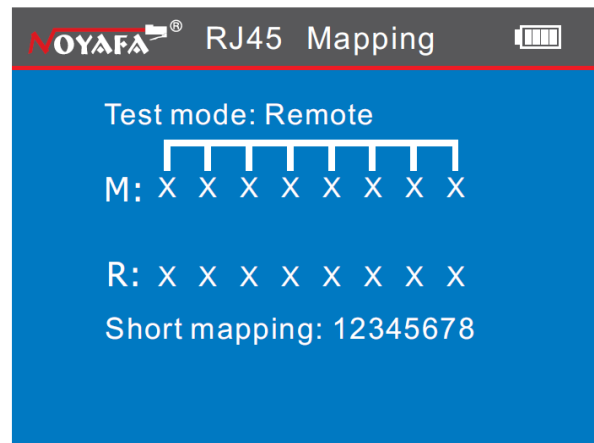 NOYAFA® RJ45 Mapping
Test mode: Remote
M: X X X X X X X X
R: X X X X X X X X
Short mapping: 12345678